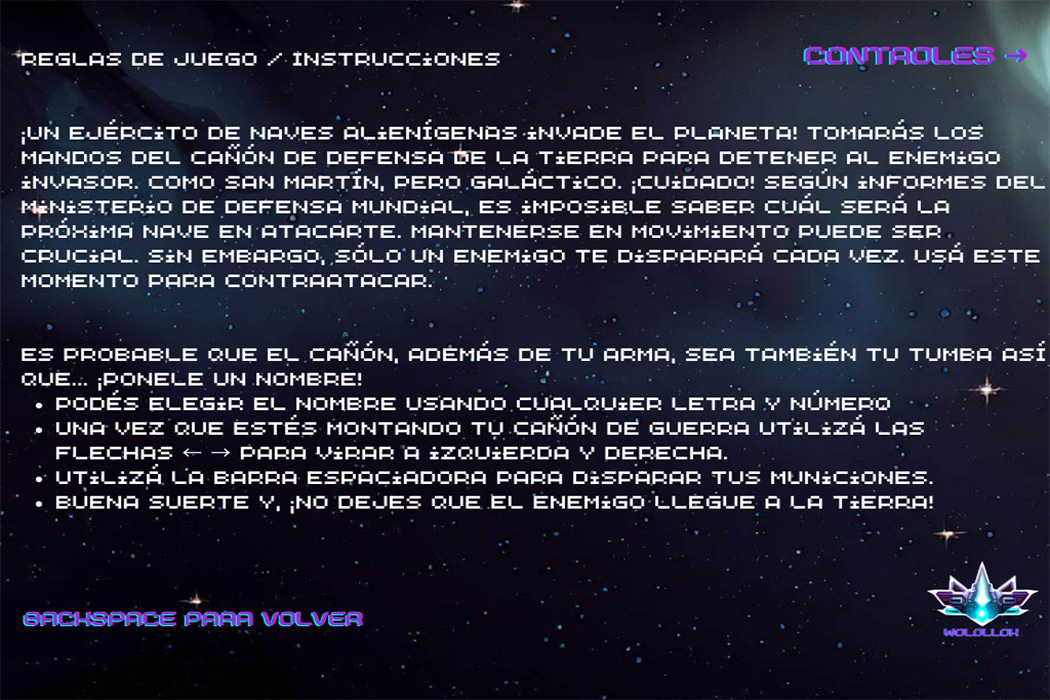 REGLAS DE JUEGO / INSTRUCCIONES
CONTROLES →
¡UN EJÉRCITO DE NAVES ALIENÍGENAS INVADE EL PLANETA! TOMARÁS LOS
MANDOS DEL CAÑÓN DE DEFENSA DE LA TIERRA PARA DETENER AL ENEMIGO
INVASOR. COMO SAN MARTÍN, PERO GALÁCTICO. ¡CUIDADO! SEGÚN INFORMES DEL
MINISTERIO DE DEFENSA MUNDIAL, ES IMPOSIBLE SABER CUÁL SERÁ LA
PRÓXIMA NAVE EN ATACARTE. MANTENERSE EN MOVIMIENTO PUEDE SER
CRUCIAL. SIN EMBARGO, SÓLO UN ENEMIGO TE DISPARARÁ CADA VEZ. USÁ ESTE
MOMENTO PARA CONTRAATACAR.
ES PROBABLE QUE EL CAÑÓN, ADEMÁS DE TU ARMA, SEA TAMBIÉN TU TUMBA ASÍ
QUE... ¡PONELE UN NOMBRE!
• PODÉS ELEGIR EL NOMBRE USANDO CUALQUIER LETRA Y NÚMERO
• UNA VEZ QUE ESTÉS MONTANDO TU CAÑÓN DE GUERRA UTILIZÁ LAS
FLECHAS ← → PARA VIRAR A IZQUIERDA Y DERECHA.
• UTILIZÁ LA BARRA ESPACIADORA PARA DISPARAR TUS MUNICIONES.
• BUENA SUERTE Y, ¡NO DEJES QUE EL ENEMIGO LLEGUE A LA TIERRA!
BACKSPACE PARA VOLVER
WOLOLLOK